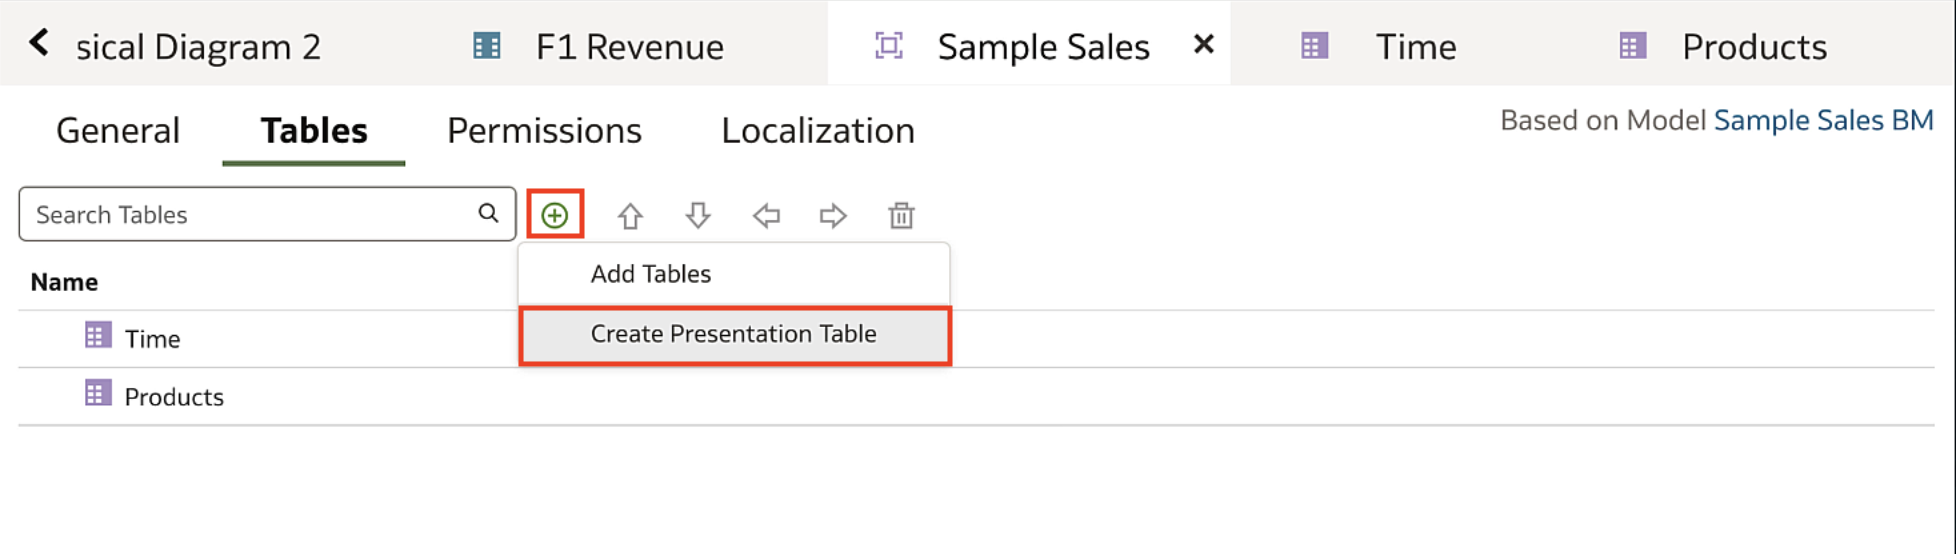 sical Diagram 2 F1 Revenue Sample Sales Time Products
General Tables Permissions Localization Based on Model Sample Sales BM
Search Tables
Add Tables
Name
Create Presentation Table
Time
Products